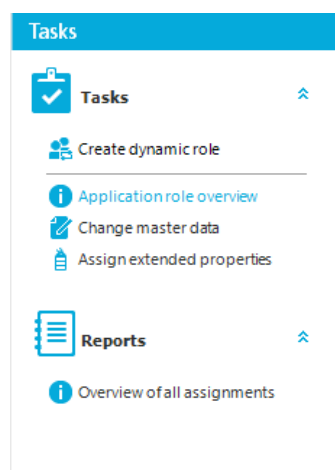 Tasks
Tasks
Create dynamic role
Application role overview
Change master data
Assign extended properties
Reports
Overview of all assignments